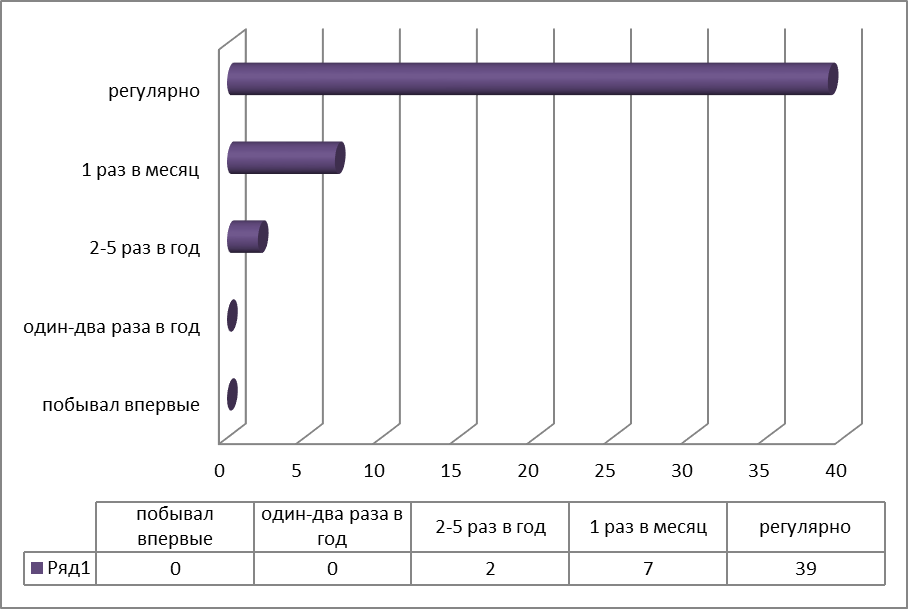 регулярно
1 раз в месяц
2-5 раз в год
один-два раза в год
побывал впервые
0 5 10 15 20 25 30 35 40
побывал впервые один-два раза в год 2-5 раз в год 1 раз в месяц регулярно
Ряд1 0 0 2 7 39